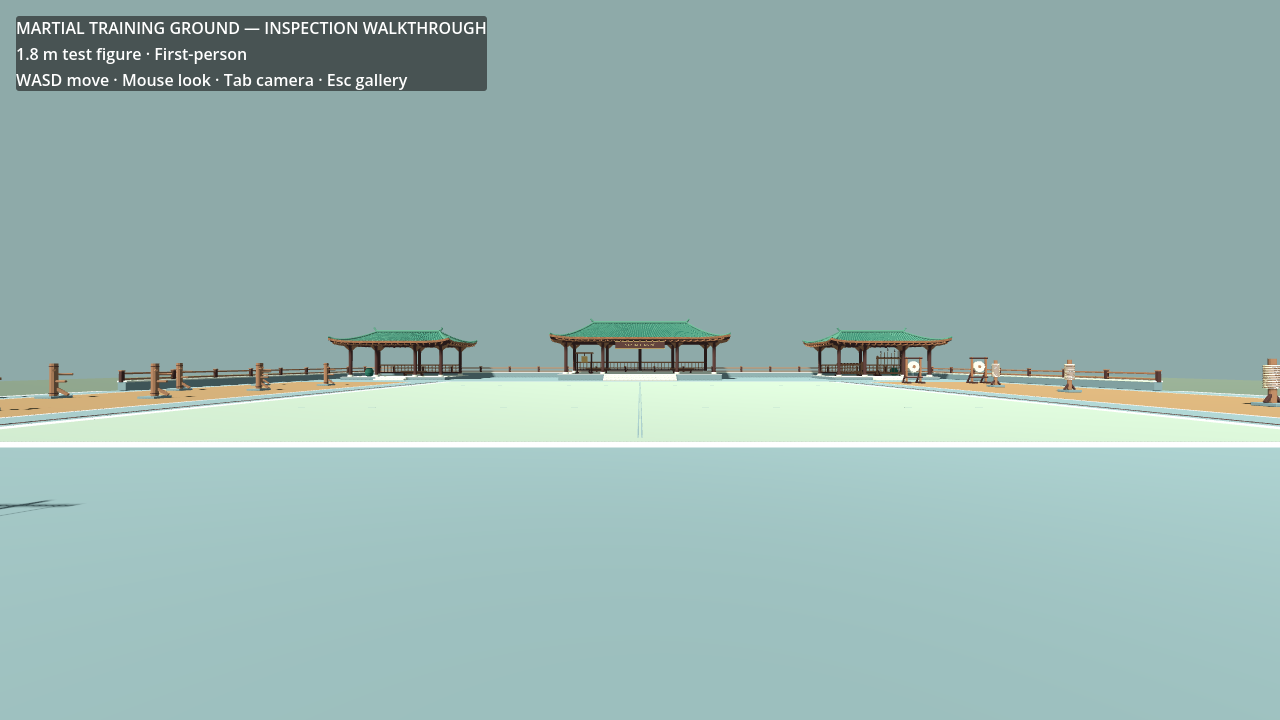 MARTIAL TRAINING GROUND — INSPECTION WALKTHROUGH
1.8 m test figure · First-person
WASD move · Mouse look · Tab camera · Esc gallery